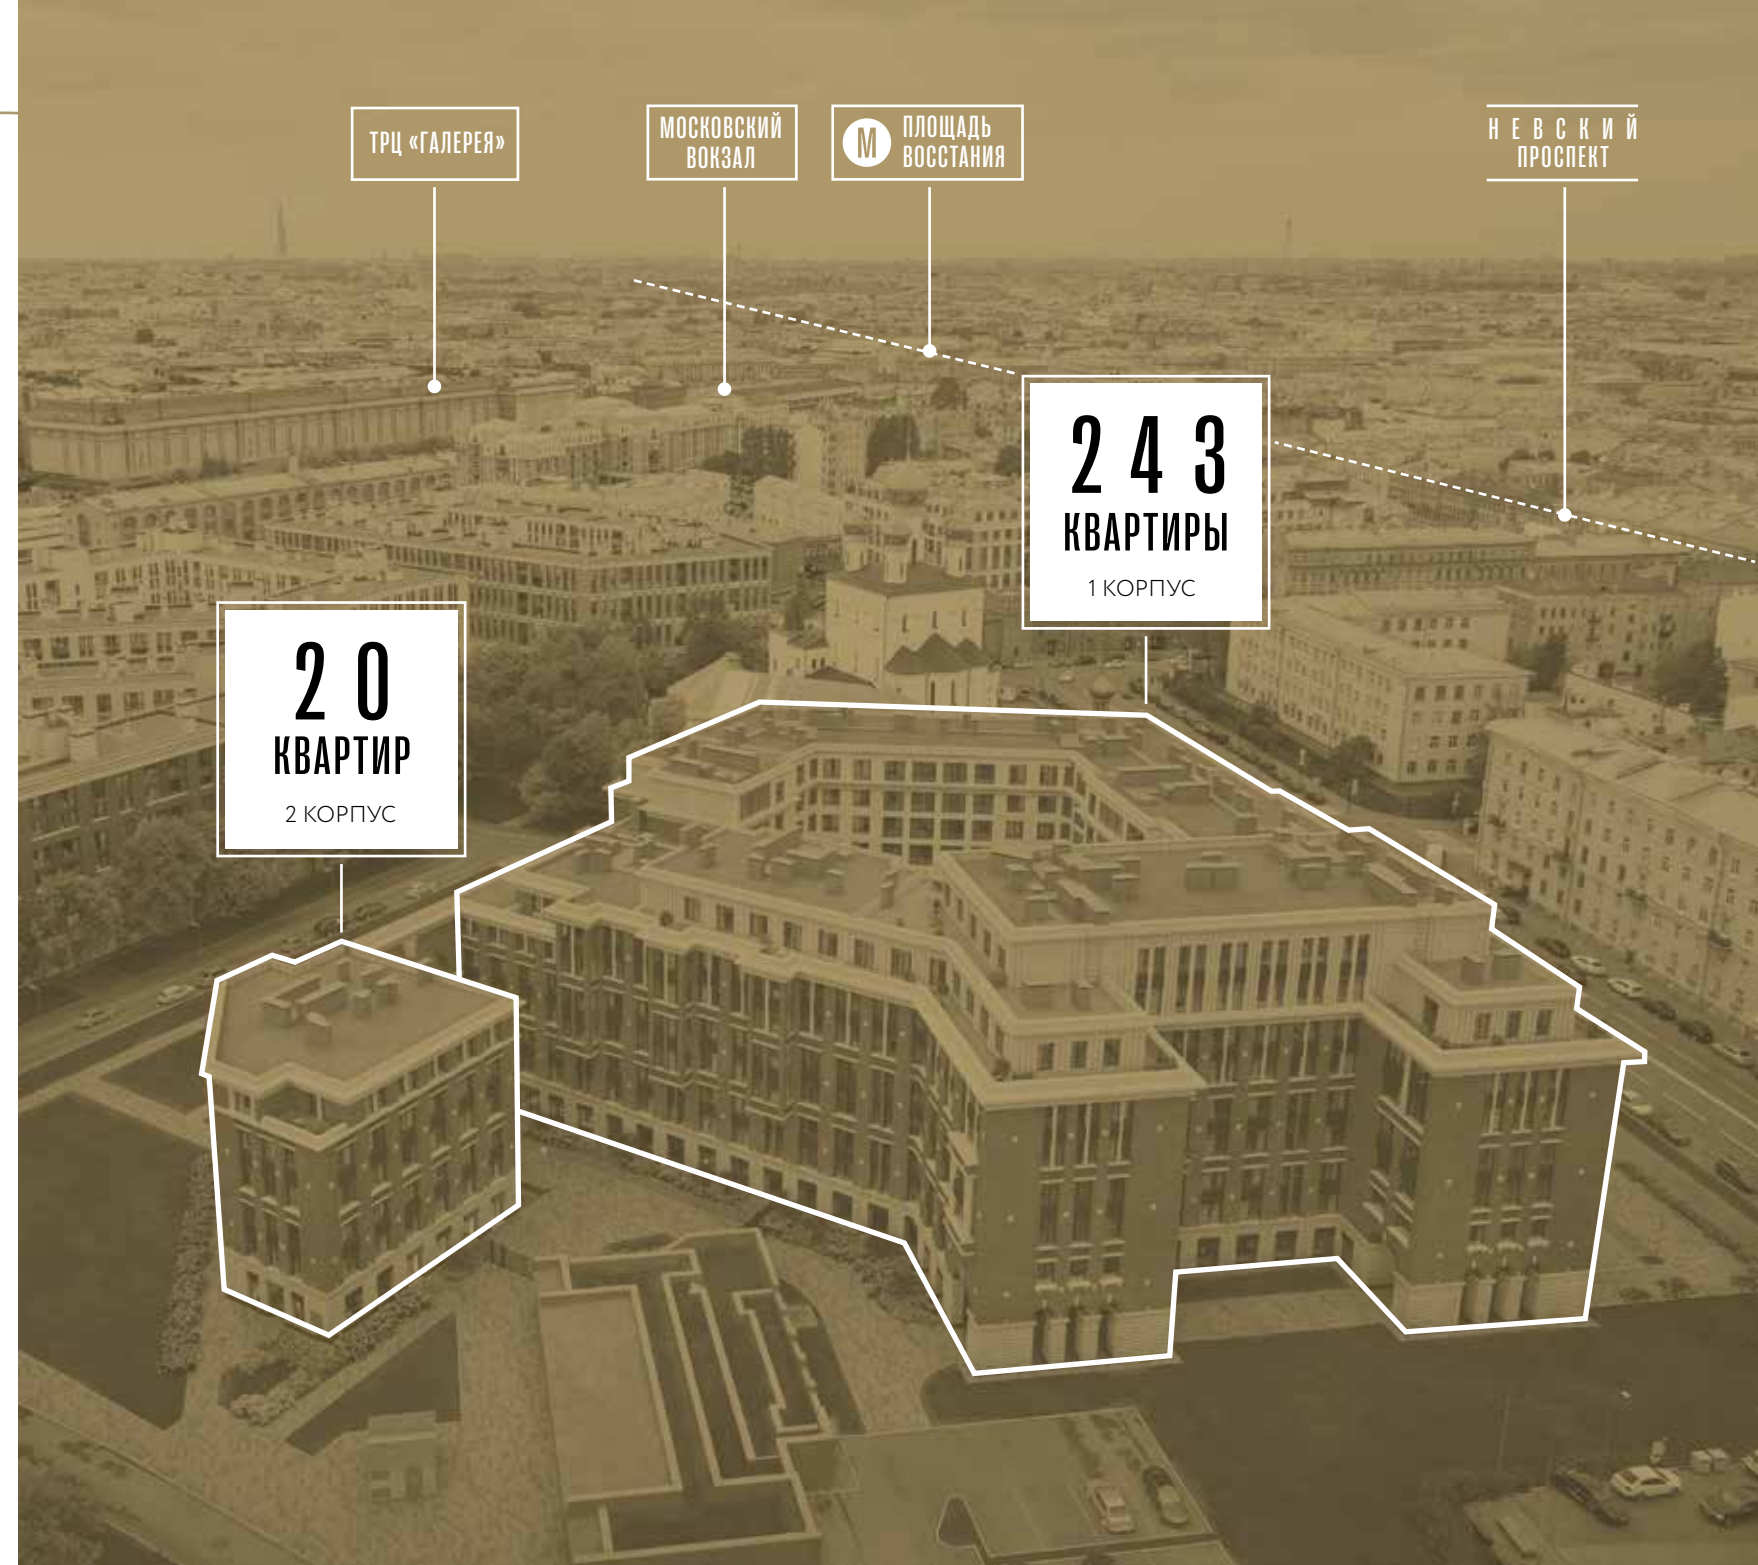 ТРЦ «ГАЛЕРЕЯ»
МОСКОВСКИЙ
ВОКЗАЛ
М
ПЛОЩАДЬ
ВОССТАНИЯ
НЕВСКИЙ
ПРОСПЕКТ
243
КВАРТИРЫ
1 КОРПУС
20
КВАРТИР
2 КОРПУС